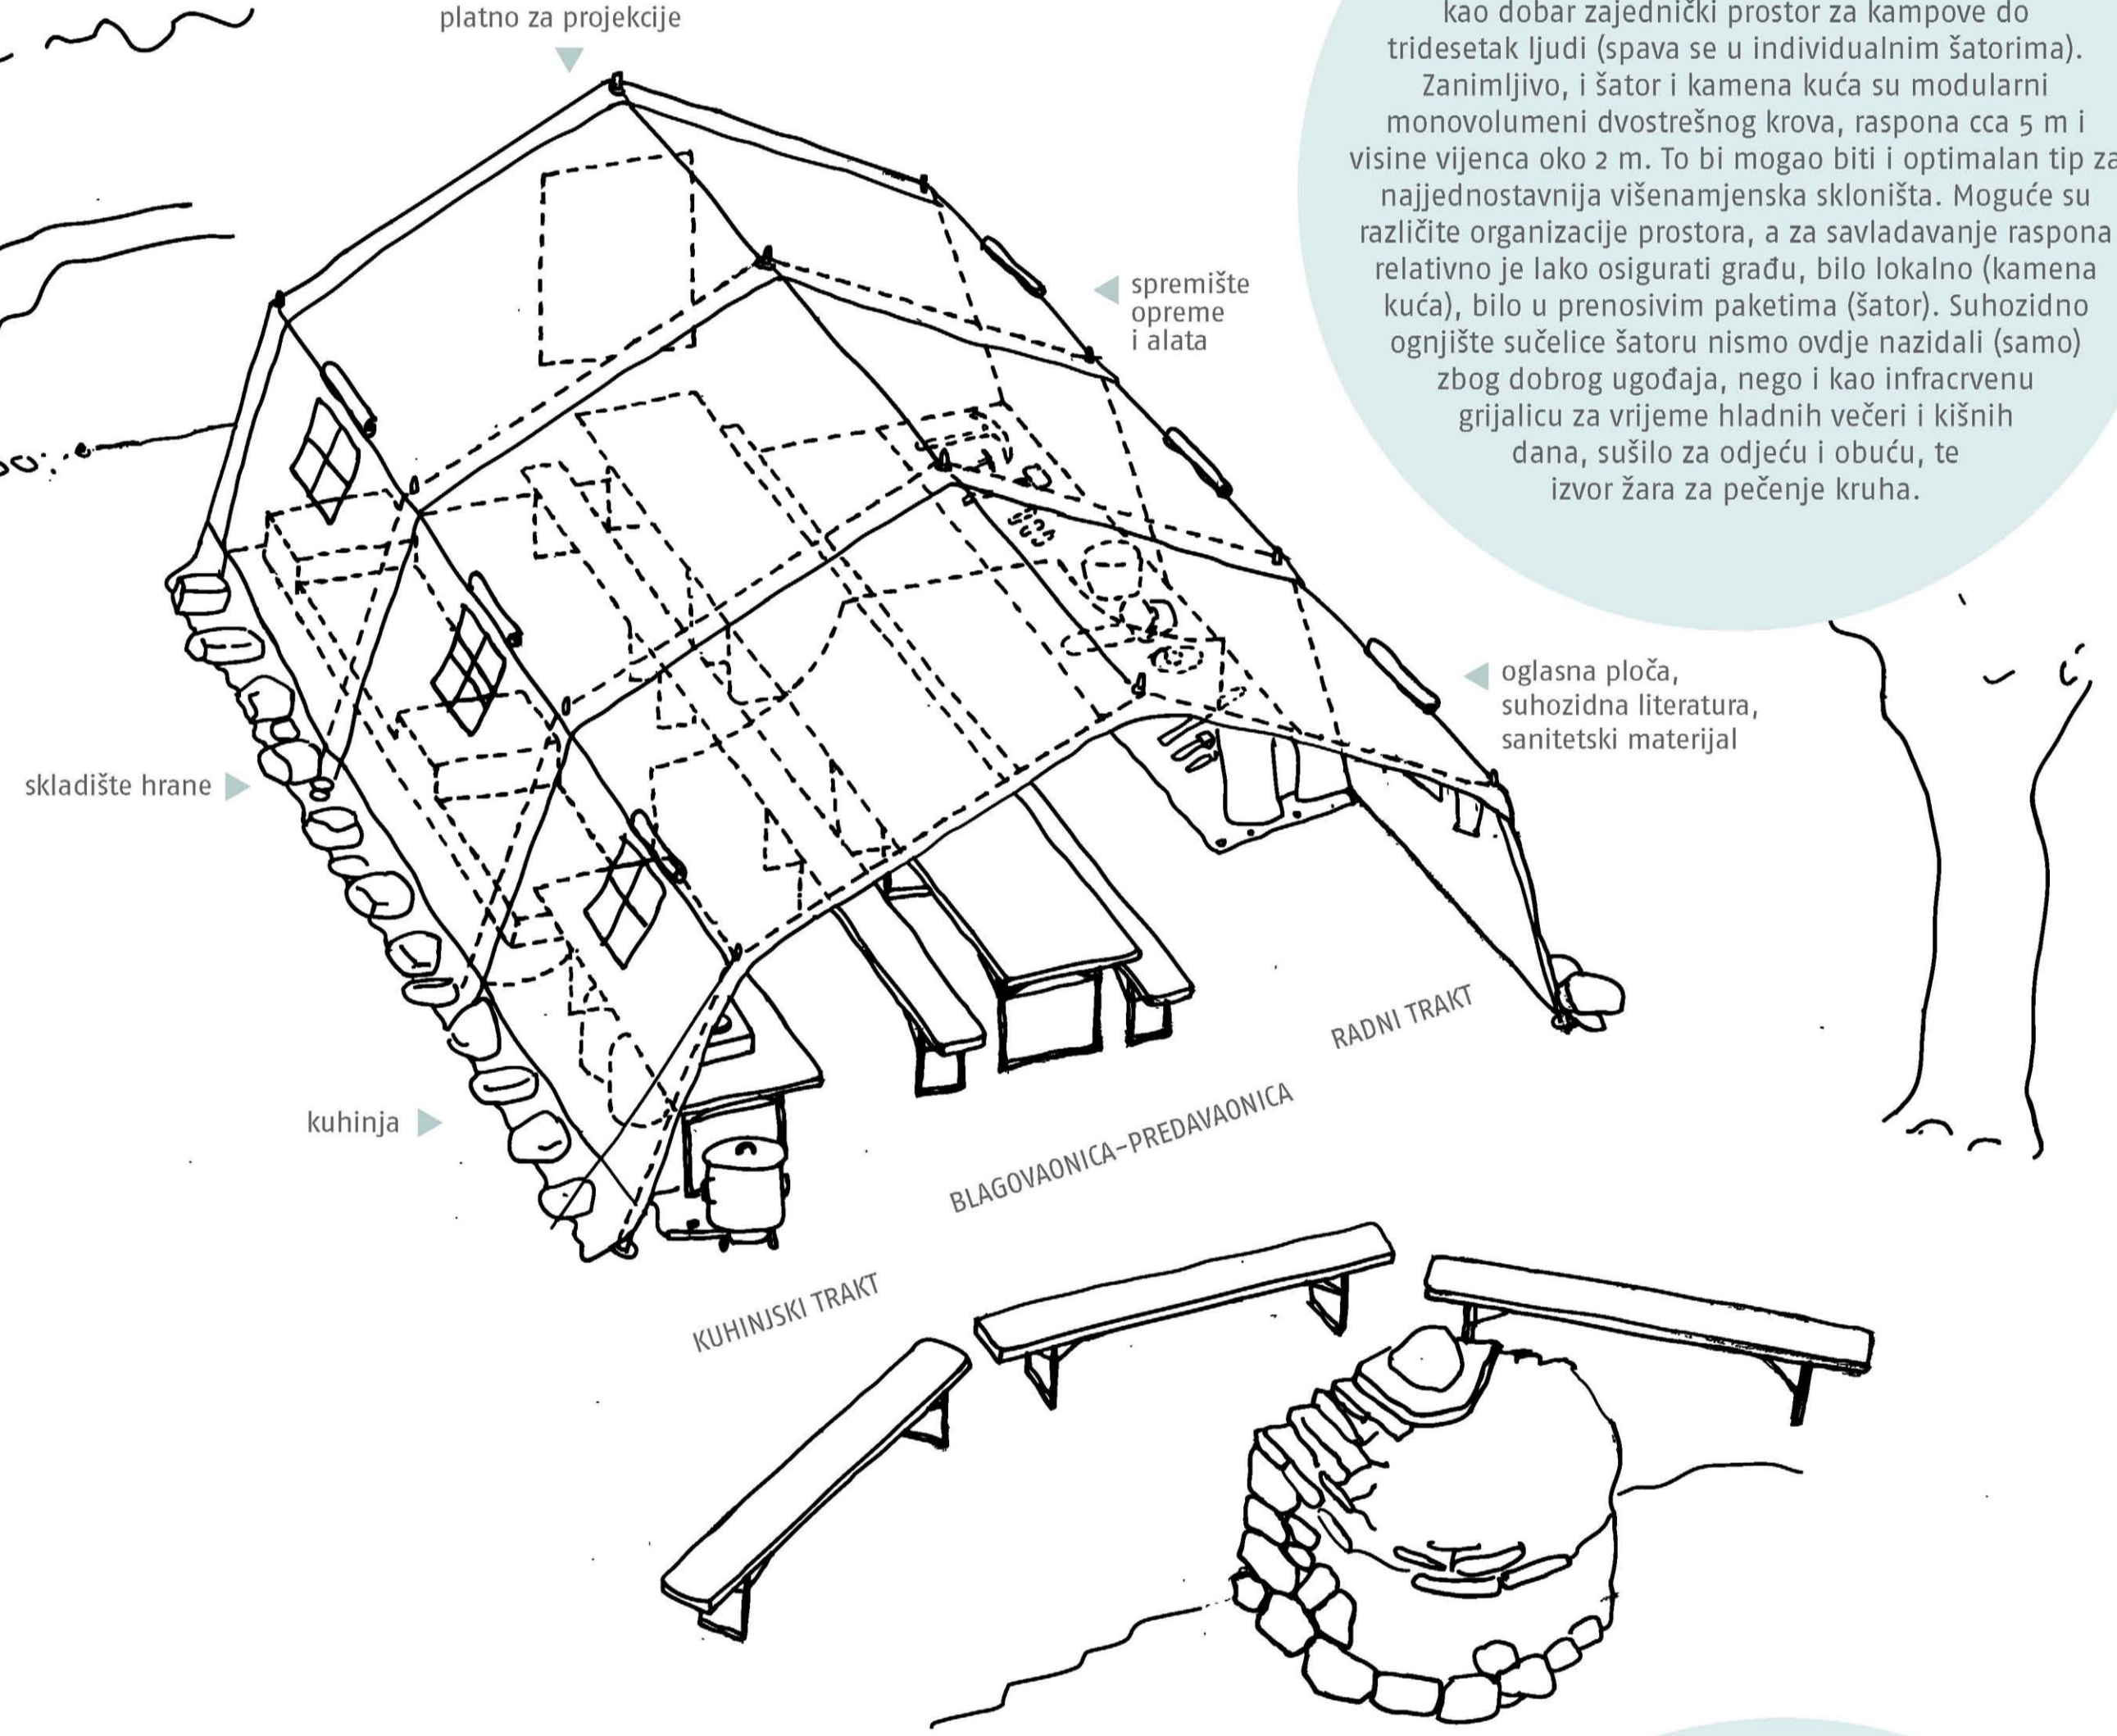 platno za projekcije
kao dobar zajednički prostor za kampove do
tridesetak ljudi (spava se u individualnim šatorima).
Zanimljivo, i šator i kamena kuća su modularni
monovolumeni dvostrešnog krova, raspona cca 5 m i
visine vijenca oko 2 m. To bi mogao biti i optimalan tip za
najjednostavnija višenamjenska skloništa. Moguće su
različite organizacije prostora, a za savladavanje raspona
relativno je lako osigurati građu, bilo lokalno (kamena
kuća), bilo u prenosivim paketima (šator). Suhozidno
ognjište sučelice šatoru nismo ovdje nazidali (samo)
zbog dobrog ugođaja, nego i kao infracrvenu
grijalicu za vrijeme hladnih večeri i kišnih
dana, sušilo za odjeću i obuću, te
izvor žara za pečenje kruha.
spremište
opreme
i alata
oglasna ploča,
suhozidna literatura,
sanitetski materijal
skladište hrane
kuhinja
RADNI TRAKT
BLAGOVAONICA–PREDAVAONICA
KUHINJSKI TRAKT